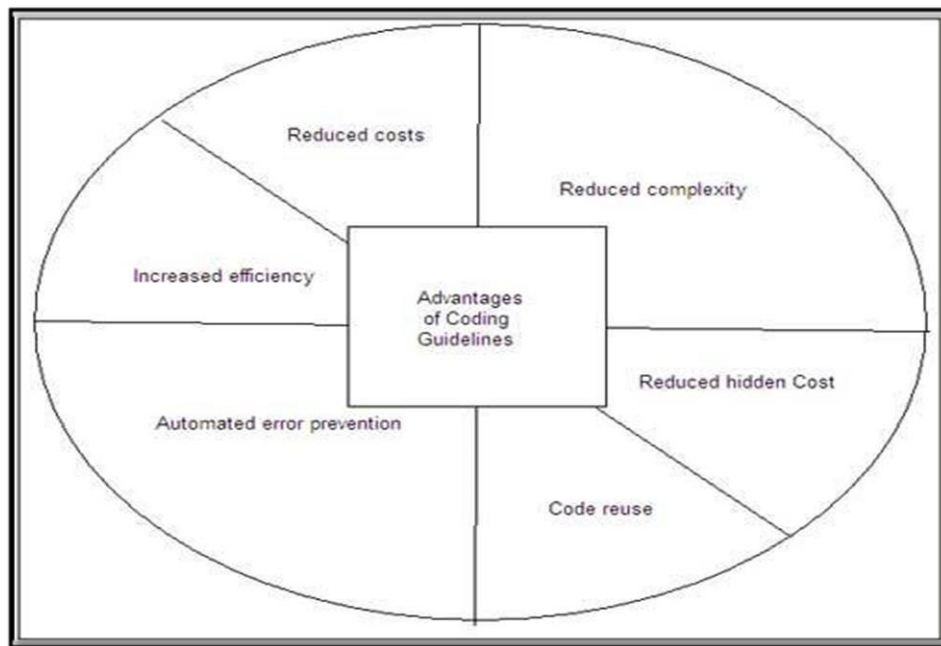 Reduced costs
Reduced complexity
Increased efficiency
Advantages
of Coding
Guidelines
Reduced hidden Cost
Automated error prevention
Code reuse